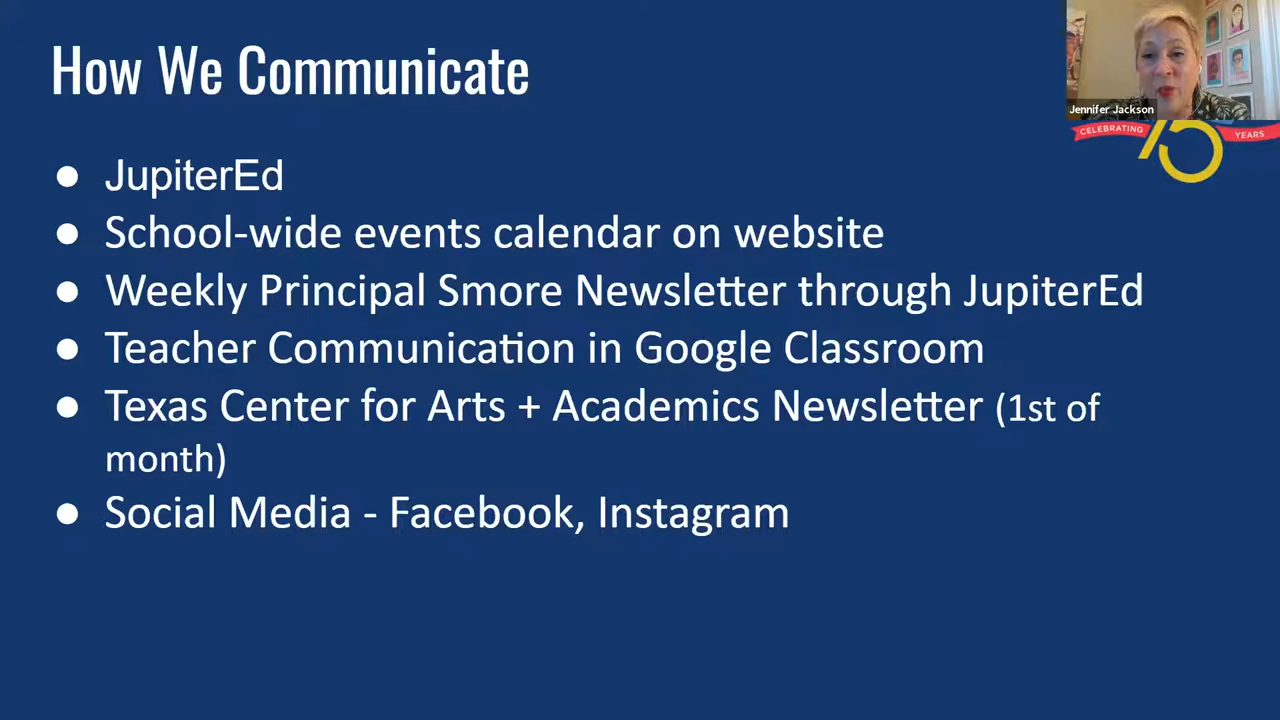 How We Communicate
Jennifer Jackson
CELEBRATING 75 YEARS
● JupiterEd
● School-wide events calendar on website
● Weekly Principal Smore Newsletter through JupiterEd
● Teacher Communication in Google Classroom
● Texas Center for Arts + Academics Newsletter (1st of
month)
● Social Media - Facebook, Instagram